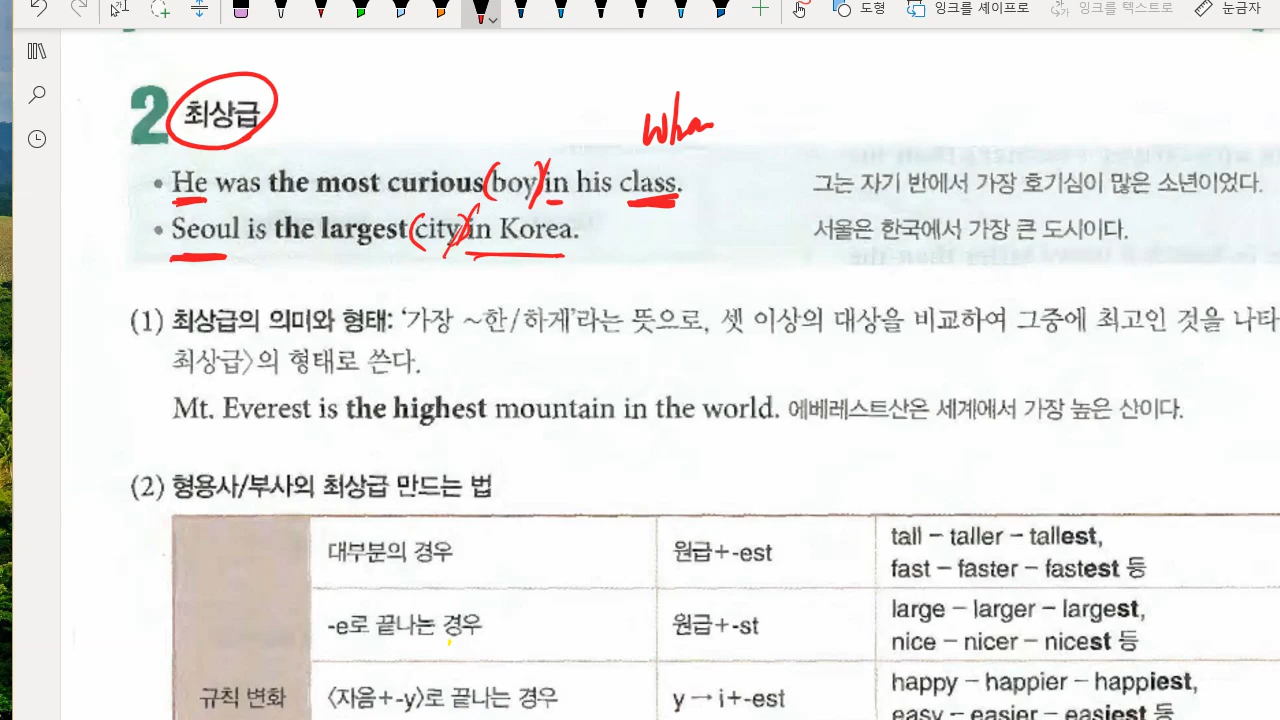 도형
잉크를 셰이프로
잉크를 텍스트로
눈금자
2 최상급
• He was the most curious boy in his class. 그는 자기 반에서 가장 호기심이 많은 소년이었다.
• Seoul is the largest city in Korea. 서울은 한국에서 가장 큰 도시이다.
(1) 최상급의 의미와 형태: ‘가장 ~한/하게’라는 뜻으로, 셋 이상의 대상을 비교하여 그중에 최고인 것을 나타
최상급〉의 형태로 쓴다.
Mt. Everest is the highest mountain in the world. 에베레스트산은 세계에서 가장 높은 산이다.
(2) 형용사/부사의 최상급 만드는 법
대부분의 경우 원급+-est tall – taller – tallest,
fast – faster – fastest 등
-e로 끝나는 경우 원급+-st large – larger – largest,
nice – nicer – nicest 등
규칙 변화 〈자음+-y〉로 끝나는 경우 y → i+-est happy – happier – happiest,
easy – easier – easiest 등